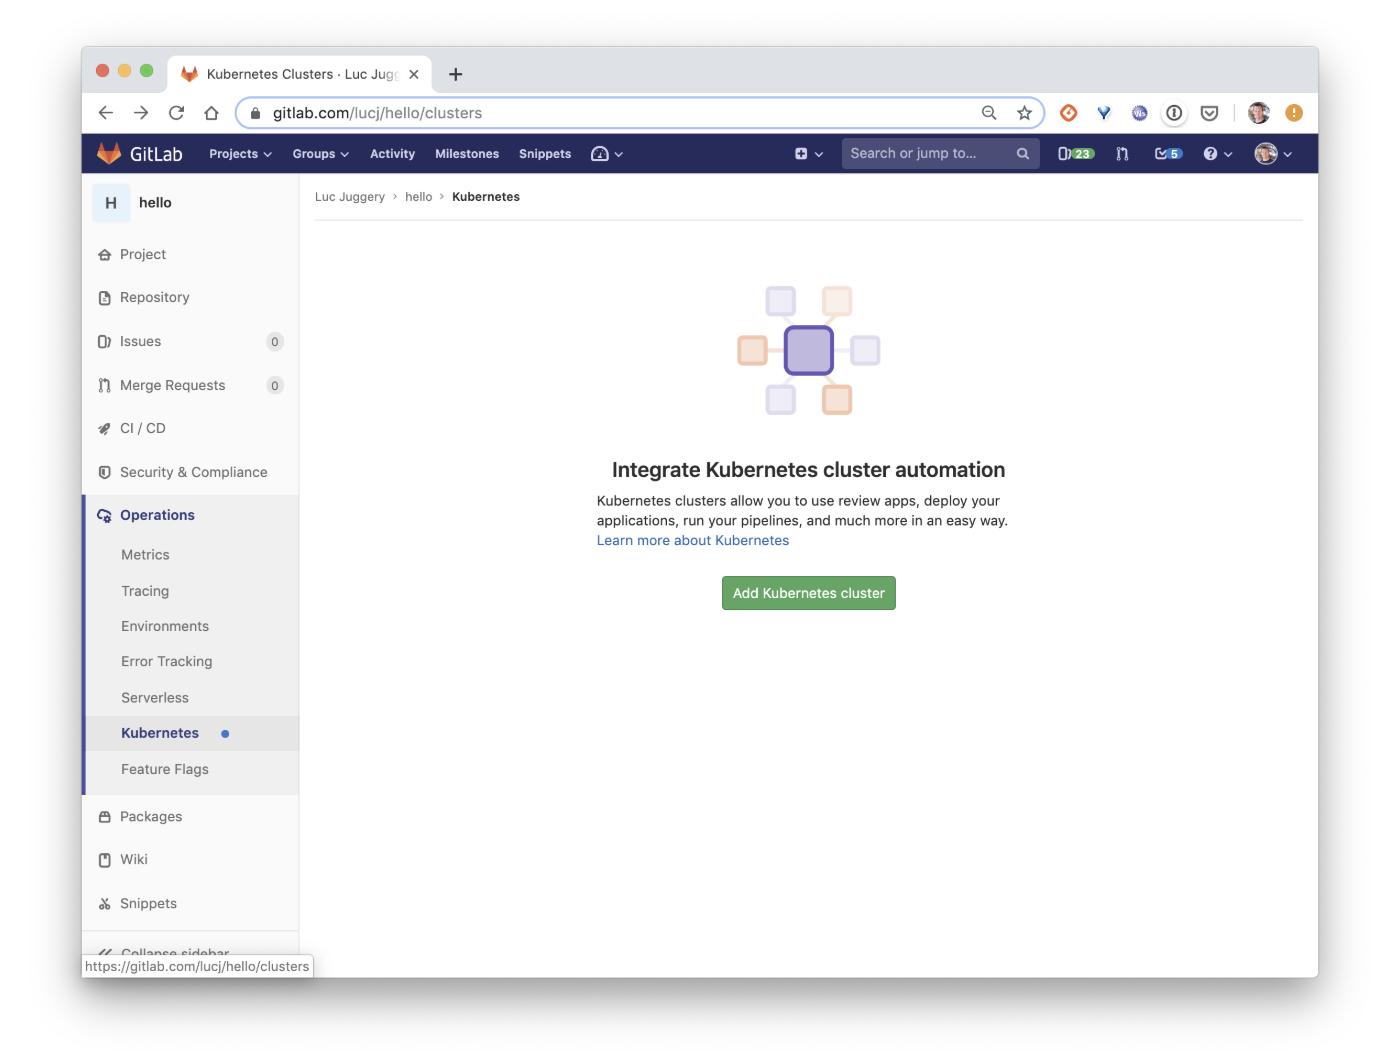 Kubernetes Clusters · Luc Jugg
gitlab.com/lucj/hello/clusters
GitLab Projects Groups Activity Milestones Snippets Search or jump to... 23 5
H hello
Luc Juggery › hello › Kubernetes
Project
Repository
Issues 0
Merge Requests 0
CI / CD
Security & Compliance
Operations
Metrics
Tracing
Environments
Error Tracking
Serverless
Kubernetes
Feature Flags
Packages
Wiki
Snippets
Collapse sidebar
https://gitlab.com/lucj/hello/clusters
Integrate Kubernetes cluster automation
Kubernetes clusters allow you to use review apps, deploy your
applications, run your pipelines, and much more in an easy way.
Learn more about Kubernetes
Add Kubernetes cluster